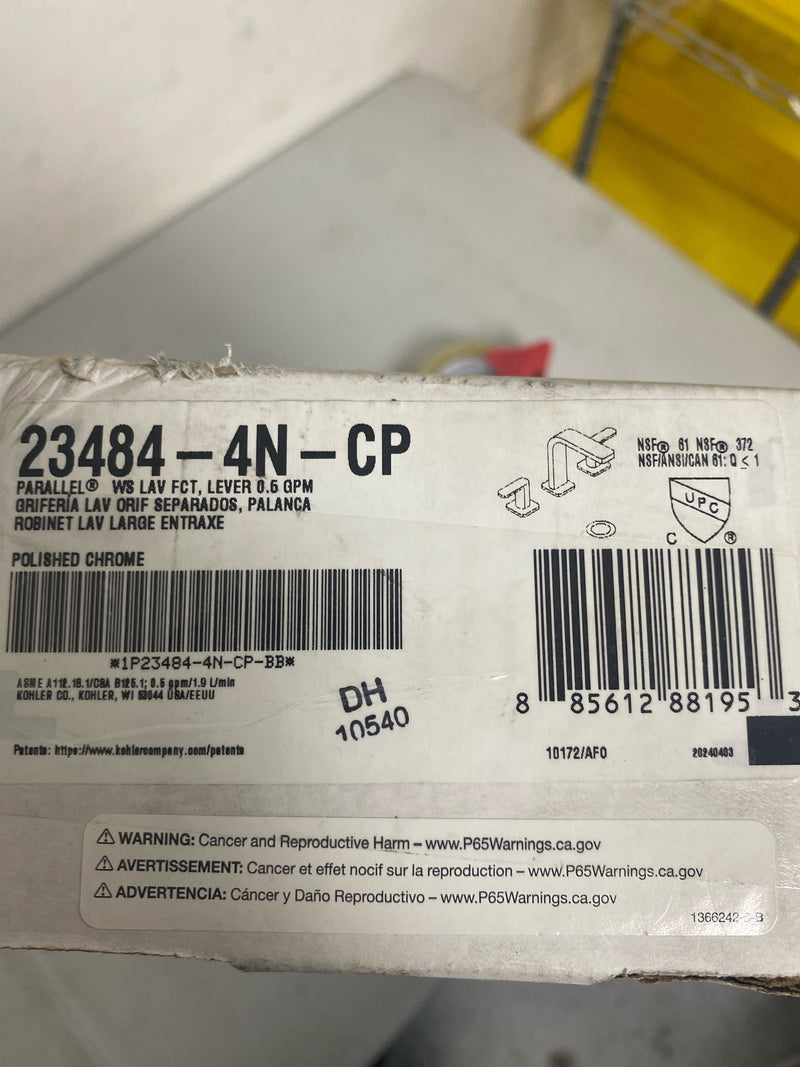 23484-4N-CP
PARALLEL® WS LAV FCT, LEVER 0.5 GPM
GRIFERÍA LAV ORIF SEPARADOS, PALANCA
ROBINET LAV LARGE ENTRAXE
POLISHED CHROME
*1P23484-4N-CP-BB*
ASME A112.18.1/CSA B125.1; 0.5 gpm/1.9 L/min
KOHLER CO., KOHLER, WI 53044 USA/EEUU
DH
10540
Patents: https://www.kohlercompany.com/patents
NSF® 61 NSF® 372
NSF/ANSI/CAN 61: Q ≤ 1
UPC
C ®
8 85612 88195 3
10172/AF0
20240403
⚠ WARNING: Cancer and Reproductive Harm – www.P65Warnings.ca.gov
⚠ AVERTISSEMENT: Cancer et effet nocif sur la reproduction – www.P65Warnings.ca.gov
⚠ ADVERTENCIA: Cáncer y Daño Reproductivo – www.P65Warnings.ca.gov